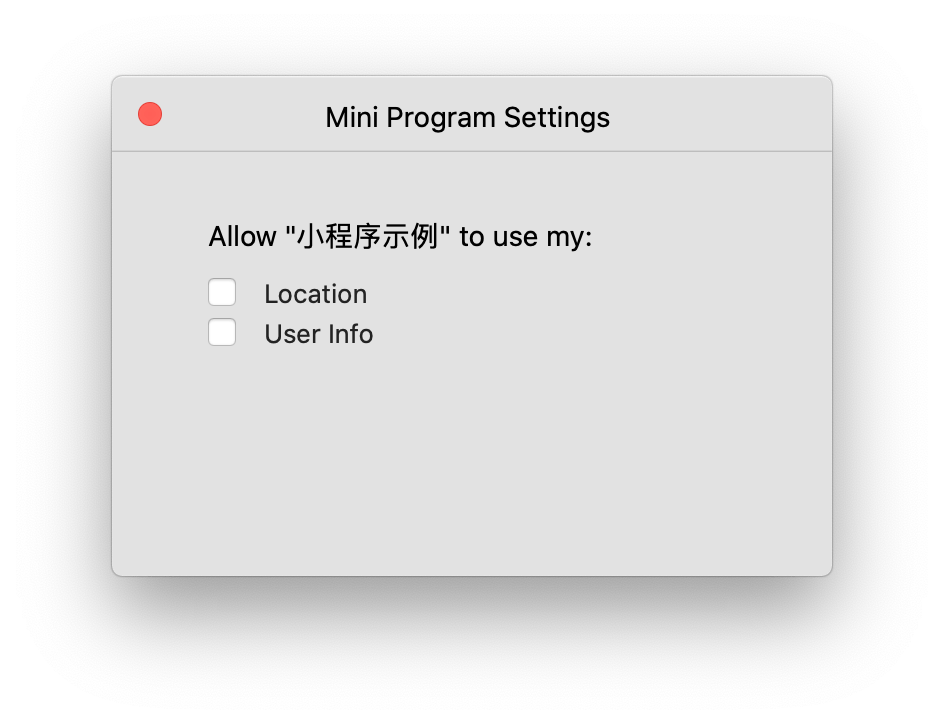 Mini Program Settings
Allow "小程序示例" to use my:
Location
User Info